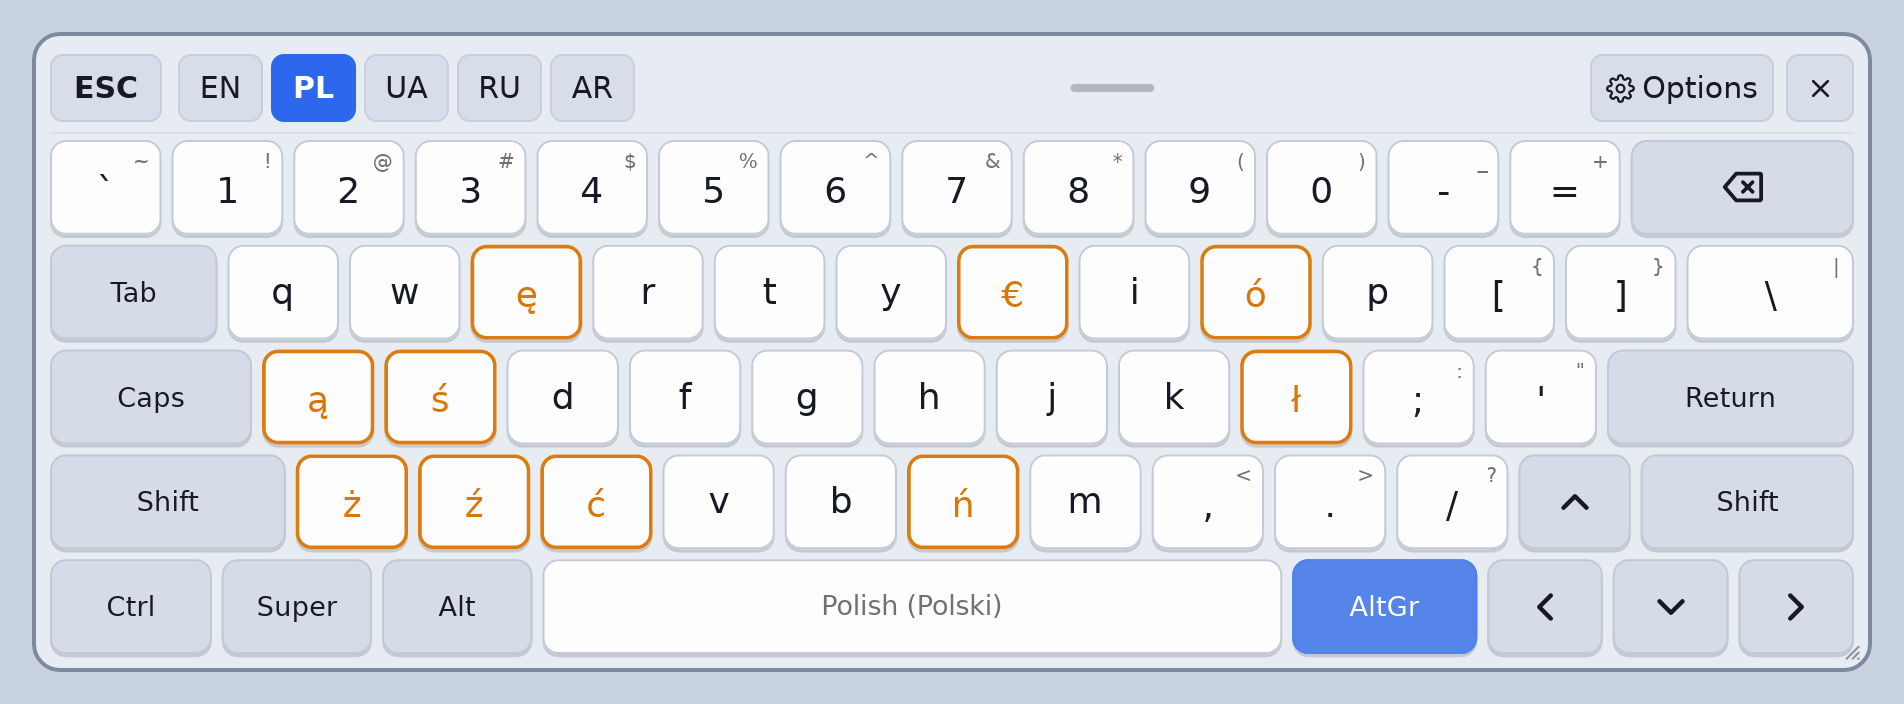 ESC EN PL UA RU AR Options ×
` ~ 1 ! 2 @ 3 # 4 $ 5 % 6 ^ 7 & 8 * 9 ( 0 ) - _ = +
Tab q w ę r t y € i ó p [ { ] } \ |
Caps ą ś d f g h j k ł ; : ' " Return
Shift ż ź ć v b ń m , < . > / ? Shift
Ctrl Super Alt Polish (Polski) AltGr